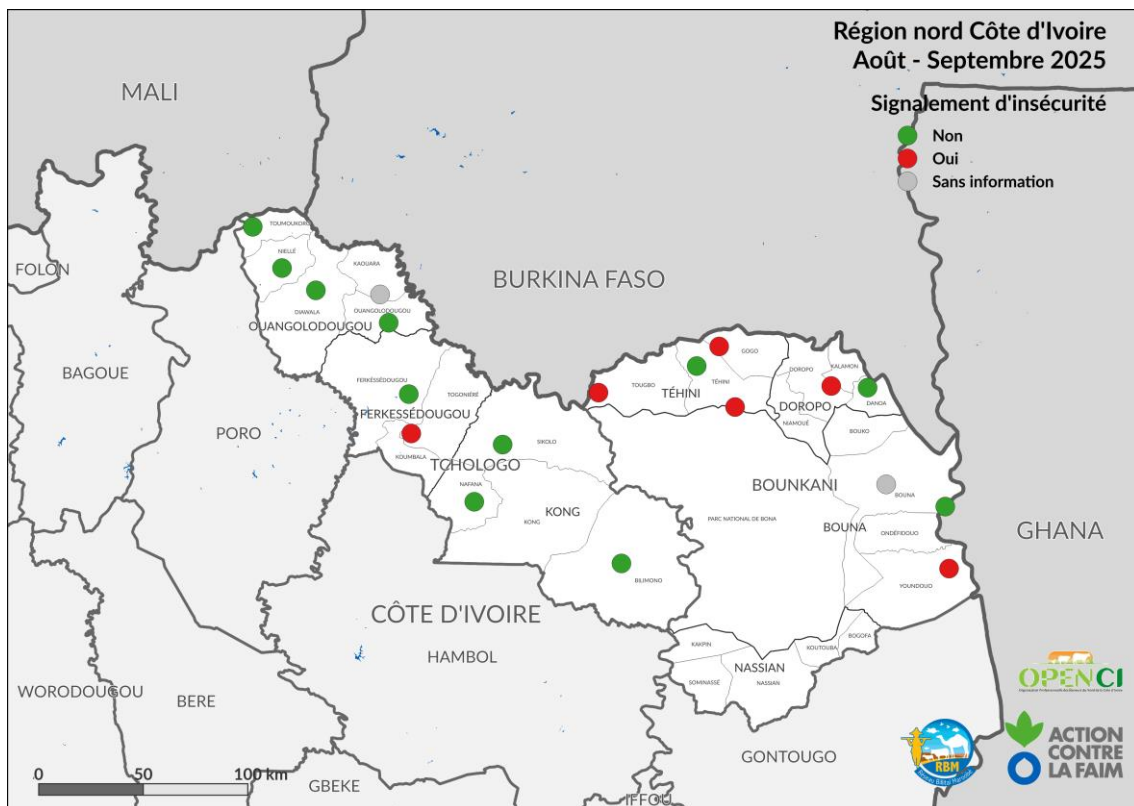 Région nord Côte d'Ivoire
Août - Septembre 2025
Signalement d'insécurité
Non
Oui
Sans information
MALI
BURKINA FASO
GHANA
CÔTE D'IVOIRE
FOLON
BAGOUE
PORO
WORODOUGOU
BERE
HAMBOL
GBEKE
IFFOU
GONTOUGO
TOUMOUKORO
NIELLÉ
KAOUARA
DIAWALA
OUANGOLODOUGOU
OUANGOLODOUGOU
FERKÉSSÉDOUGOU
TOGONIÉRÉ
FERKESSÉDOUGOU
KOUMBALA
TCHOLOGO
SIKOLO
NAFANA
KONG
KONG
BILIMONO
TOUGBO
TÉHINI
TÉHINI
GOGO
DOROPO
KALAMON
DOROPO
DANOA
NIAMOUÉ
BOUKO
BOUNKANI
BOUNA
PARC NATIONAL DE BONA
BOUNA
ONDÉFIDOUO
YOUNDOUO
KAKPIN
KOUTOUBA
BOGOFA
NASSIAN
SOMINASSÉ
NASSIAN
OPENCI
RBM
ACTION
CONTRE
LA FAIM
0
50
100 km